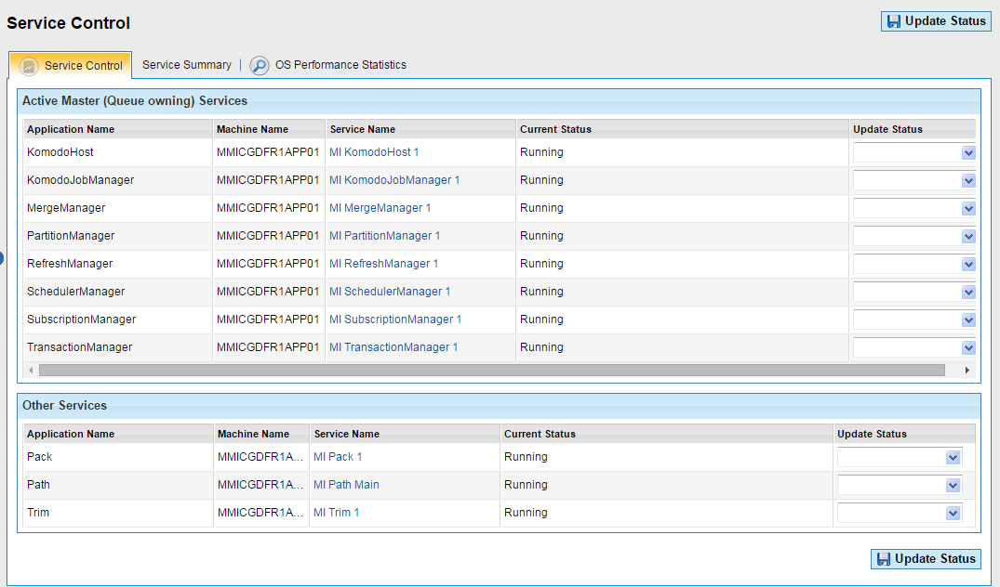 Service Control
Update Status
Service Control Service Summary | OS Performance Statistics
Active Master (Queue owning) Services
Application Name Machine Name Service Name Current Status Update Status
KomodoHost MMICGDFR1APP01 MI KomodoHost 1 Running
KomodoJobManager MMICGDFR1APP01 MI KomodoJobManager 1 Running
MergeManager MMICGDFR1APP01 MI MergeManager 1 Running
PartitionManager MMICGDFR1APP01 MI PartitionManager 1 Running
RefreshManager MMICGDFR1APP01 MI RefreshManager 1 Running
SchedulerManager MMICGDFR1APP01 MI SchedulerManager 1 Running
SubscriptionManager MMICGDFR1APP01 MI SubscriptionManager 1 Running
TransactionManager MMICGDFR1APP01 MI TransactionManager 1 Running
Other Services
Application Name Machine Name Service Name Current Status Update Status
Pack MMICGDFR1A... MI Pack 1 Running
Path MMICGDFR1A... MI Path Main Running
Trim MMICGDFR1A... MI Trim 1 Running
Update Status